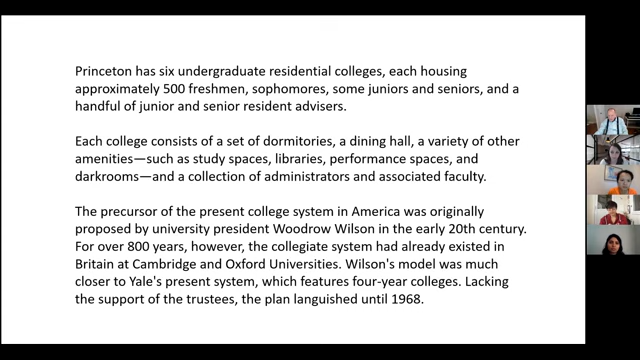 Princeton has six undergraduate residential colleges, each housing
approximately 500 freshmen, sophomores, some juniors and seniors, and a
handful of junior and senior resident advisers.
Each college consists of a set of dormitories, a dining hall, a variety of other
amenities—such as study spaces, libraries, performance spaces, and
darkrooms—and a collection of administrators and associated faculty.
The precursor of the present college system in America was originally
proposed by university president Woodrow Wilson in the early 20th century.
For over 800 years, however, the collegiate system had already existed in
Britain at Cambridge and Oxford Universities. Wilson's model was much
closer to Yale's present system, which features four-year colleges. Lacking
the support of the trustees, the plan languished until 1968.